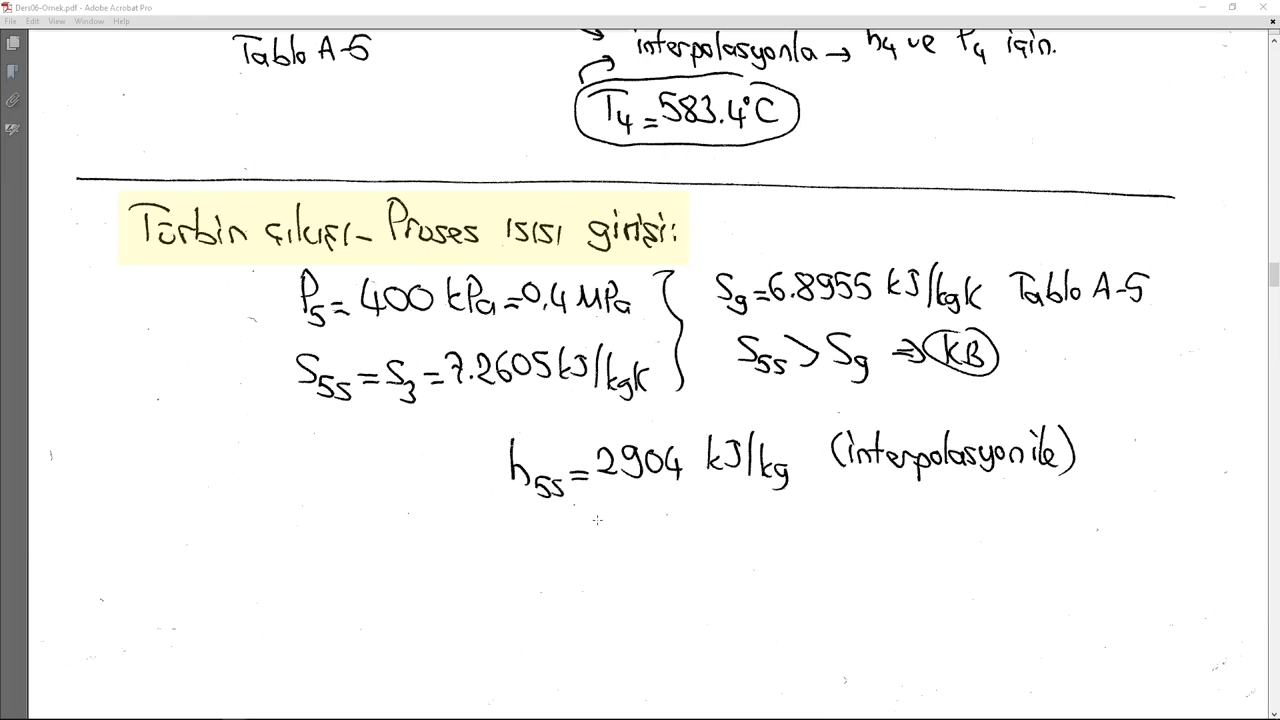 Ders06-Ornek.pdf - Adobe Acrobat Pro
File Edit View Window Help
Tablo A-5
interpolasyonla → h4 ve P4 için.
T4 = 583.4°C
Türbin çıkışı - Proses ısısı girişi:
P5 = 400 kPa = 0,4 MPa
Sg = 6.8955 kJ/kgK Tablo A-5
S5s = S3 = 7.2605 kJ/kgK
S5s > Sg ⇒ KB
h5s = 2904 kJ/kg (interpolasyon ile)